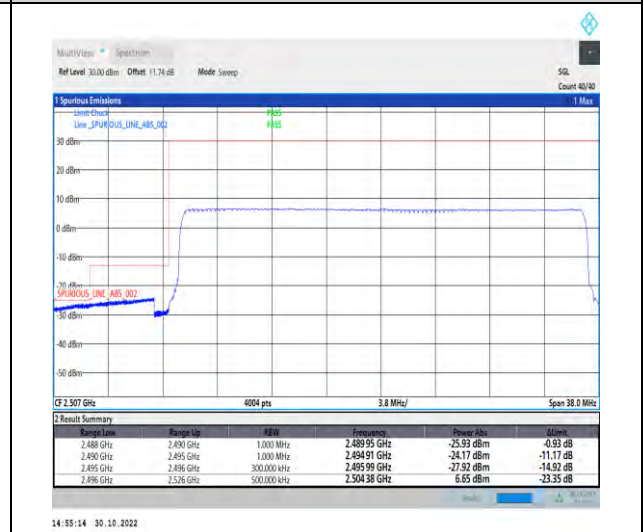 MultiView Spectrum
Ref Level 30.00 dBm Offset 11.74 dB Mode Sweep SGL
Count 40/40
1 Spurious Emissions 1 Max
Limit Check PASS
Line _SPURIOUS_LINE_ABS_002 PASS
30 dBm
20 dBm
10 dBm
0 dBm
-10 dBm
-20 dBm
_SPURIOUS_LINE_ABS_002
-30 dBm
-40 dBm
-50 dBm
CF 2.507 GHz 4004 pts 3.8 MHz/ Span 38.0 MHz
2 Result Summary
Range Low Range Up RBW Frequency Power Abs ΔLimit
2.488 GHz 2.490 GHz 1.000 MHz 2.489 95 GHz -25.93 dBm -0.93 dB
2.490 GHz 2.495 GHz 1.000 MHz 2.494 91 GHz -24.17 dBm -11.17 dB
2.495 GHz 2.496 GHz 300.000 kHz 2.495 99 GHz -27.92 dBm -14.92 dB
2.496 GHz 2.526 GHz 500.000 kHz 2.504 38 GHz 6.65 dBm -23.35 dB
14:55:14 30.10.2022